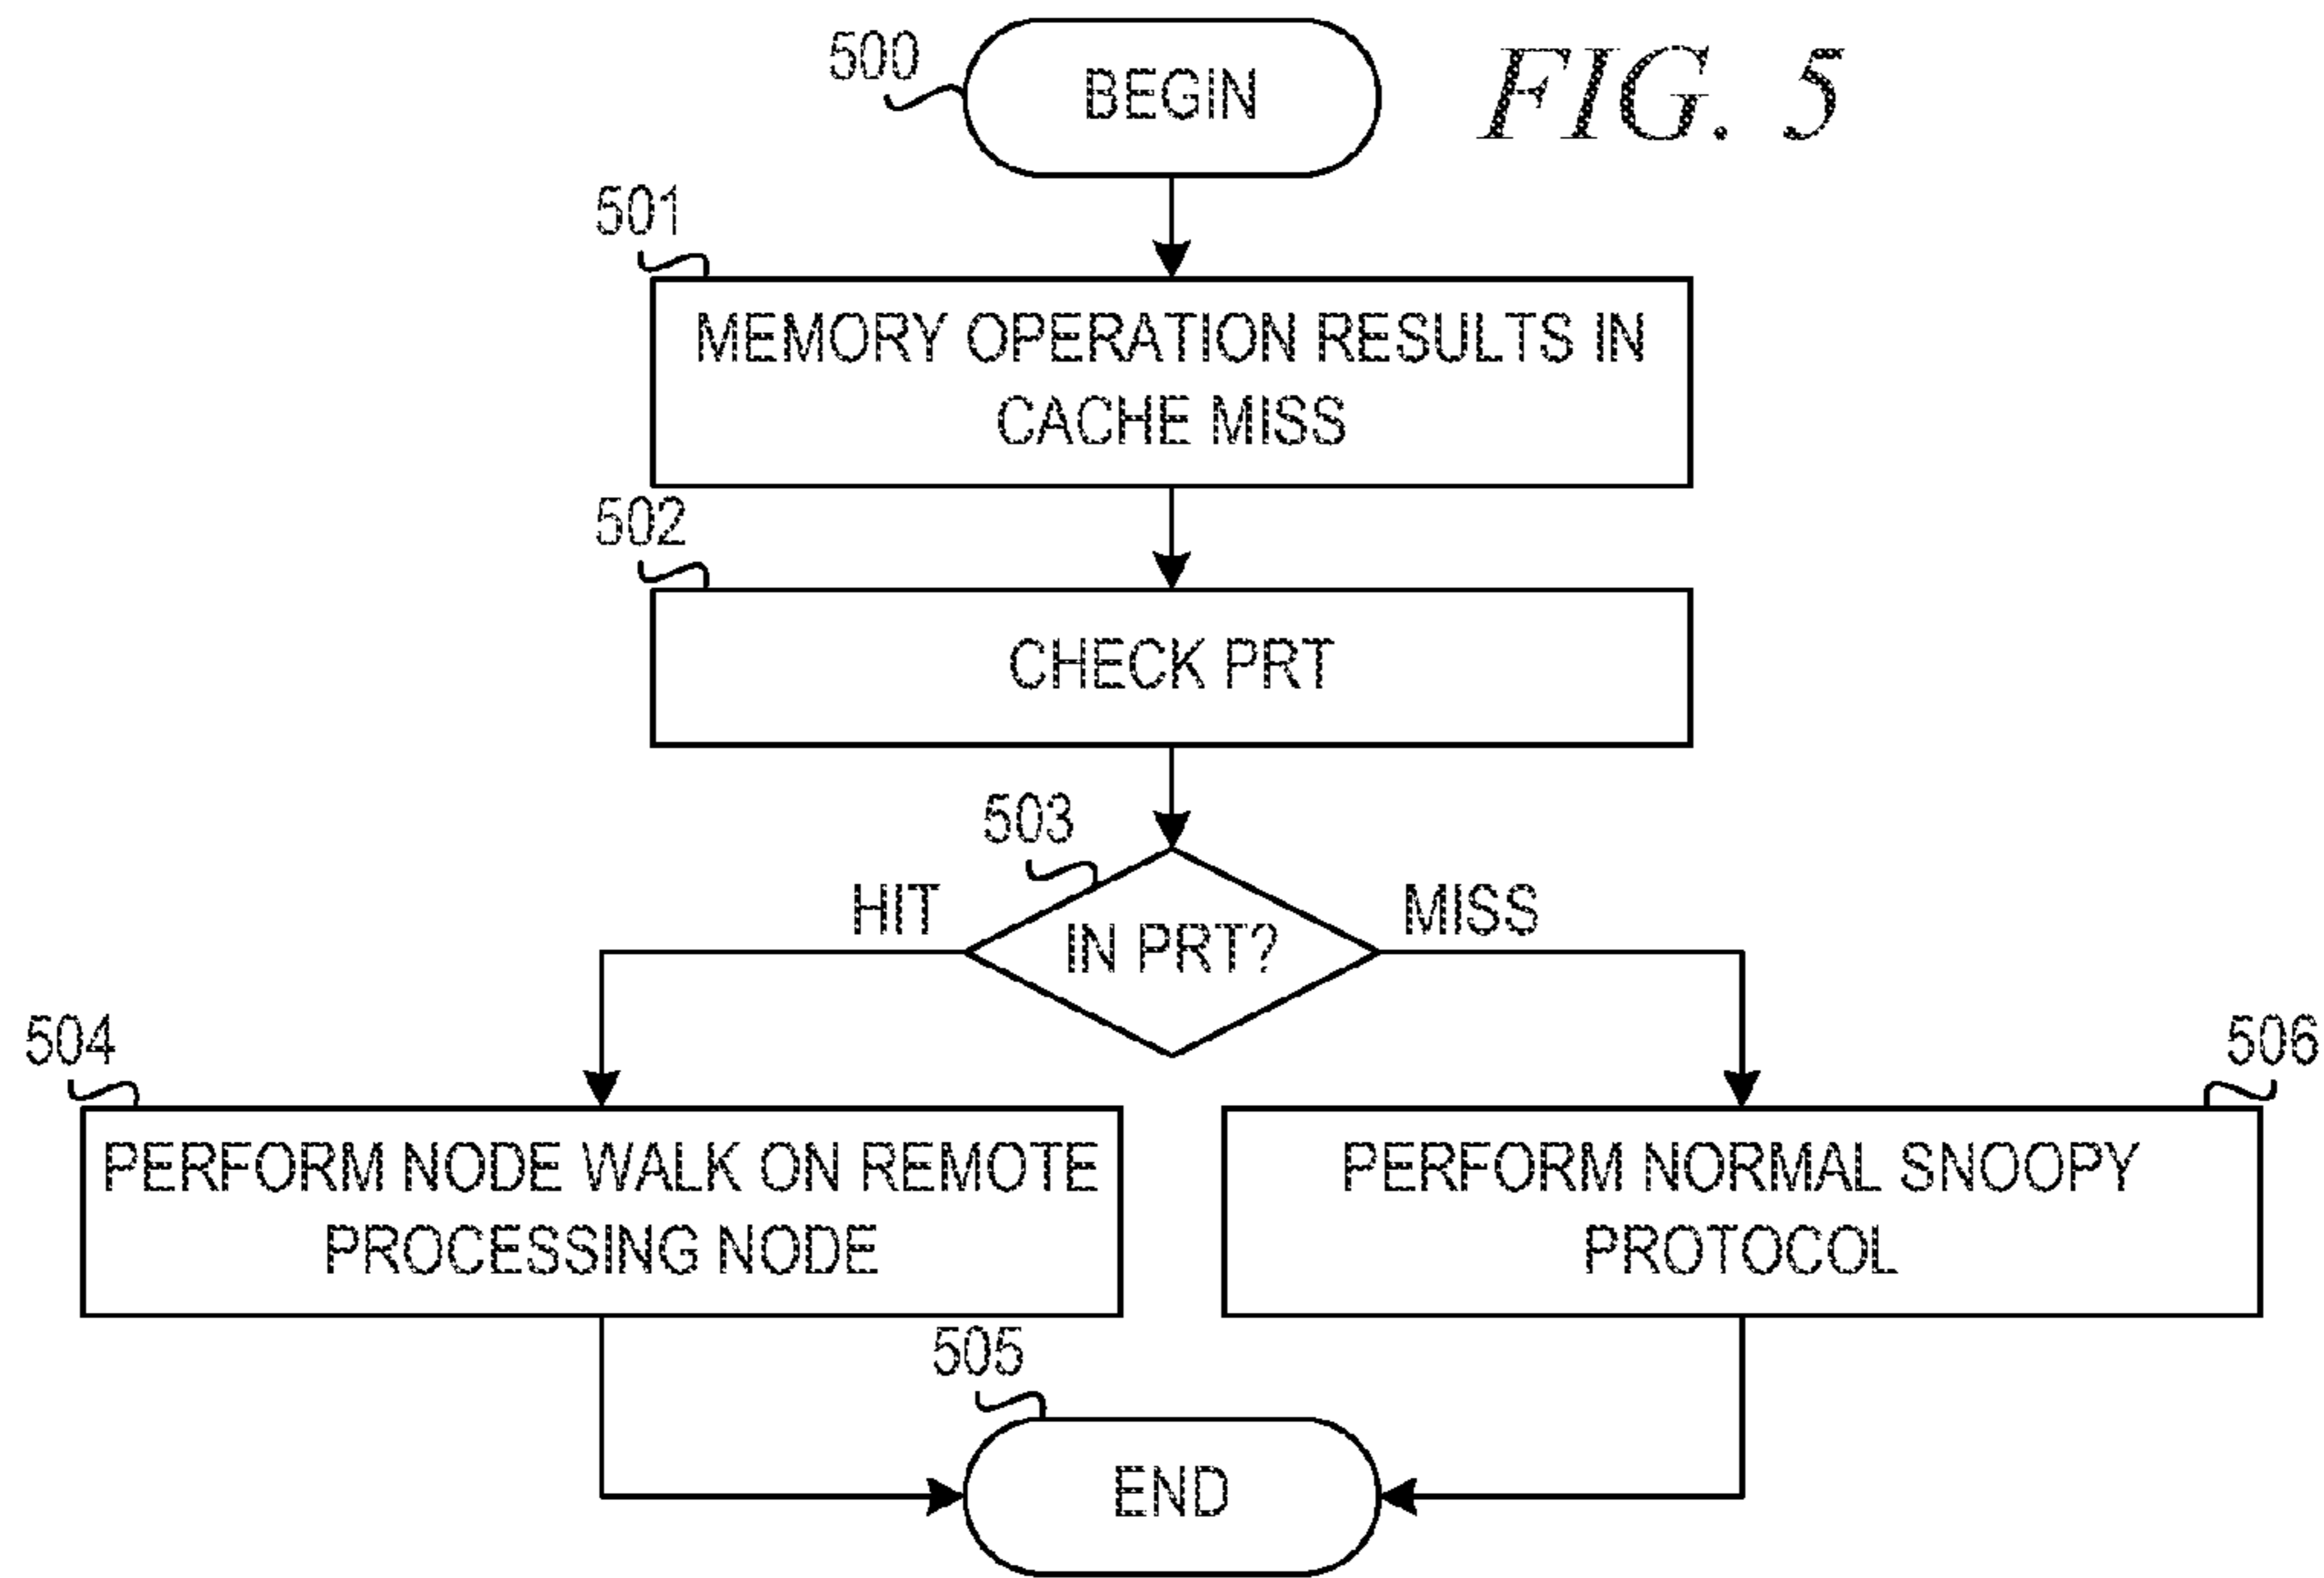 500
BEGIN
FIG. 5
501
MEMORY OPERATION RESULTS IN
CACHE MISS
502
CHECK PRT
503
HIT
IN PRT?
MISS
504
PERFORM NODE WALK ON REMOTE
PROCESSING NODE
506
PERFORM NORMAL SNOOPY
PROTOCOL
505
END